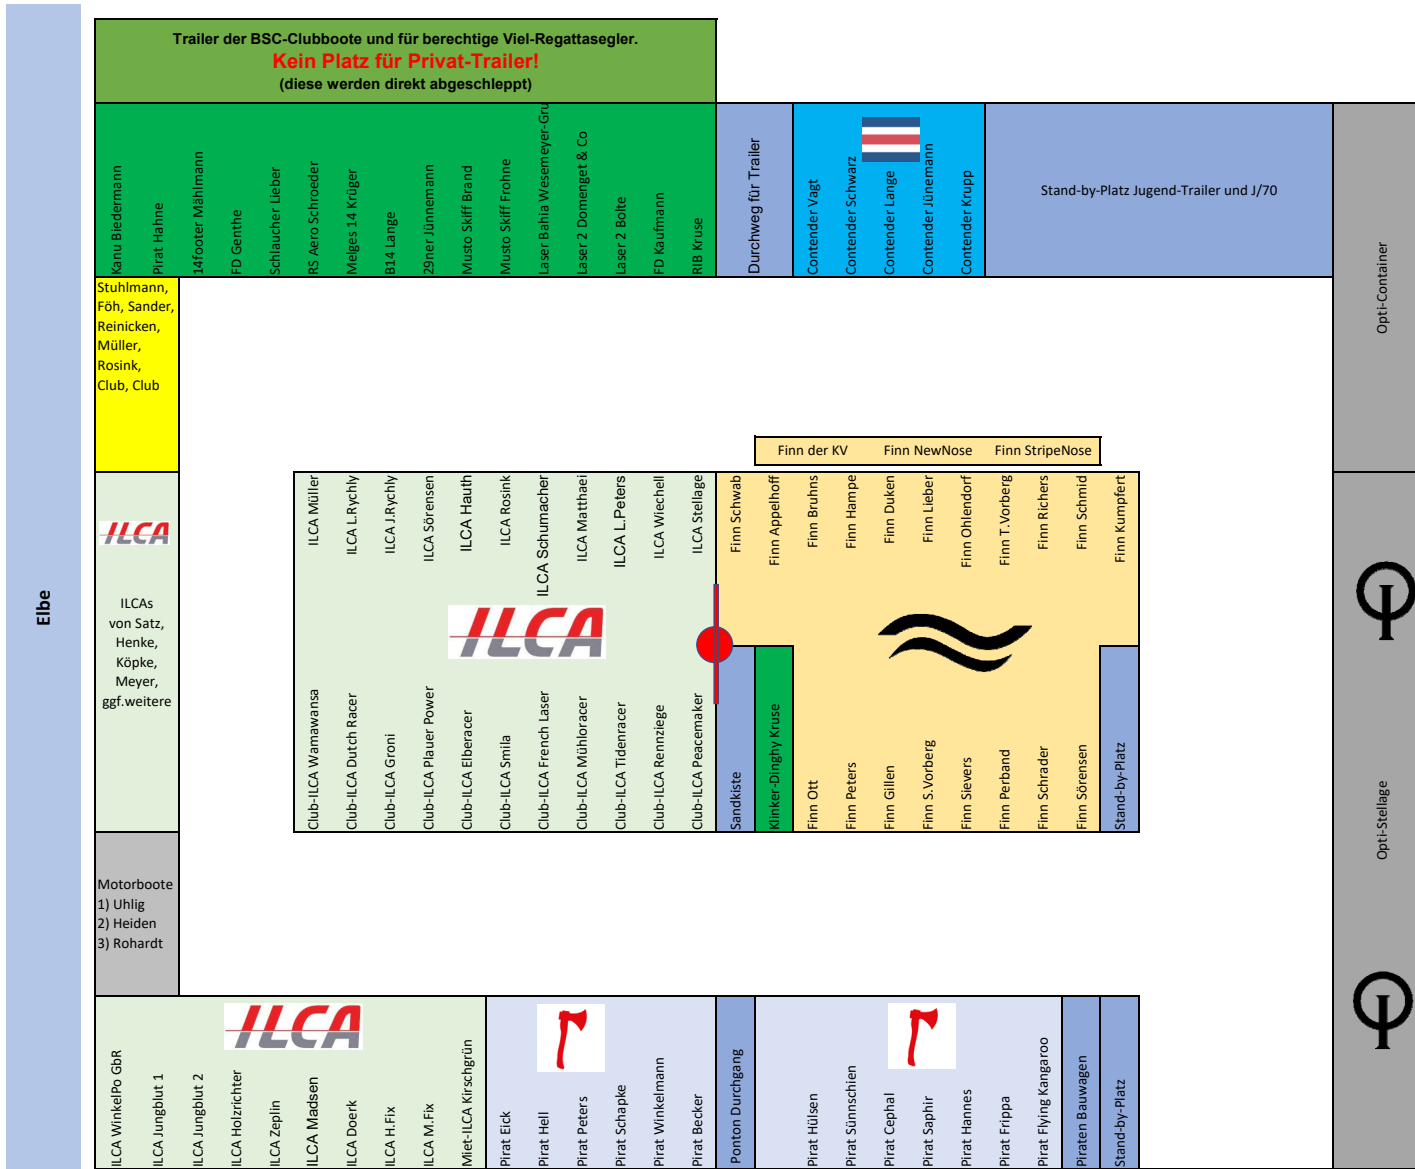 Trailer der BSC-Clubboote und für berechtige Viel-Regattasegler.
Kein Platz für Privat-Trailer!
(diese werden direkt abgeschleppt)
Elbe
Kanu Biedermann
Pirat Hahne
14footer Mählmann
FD Genthe
Schlaucher Lieber
RS Aero Schroeder
Melges 14 Krüger
B14 Lange
29ner Jünnemann
Musto Skiff Brand
Musto Skiff Frohne
Laser Bahia Wesemeyer-Gru
Laser 2 Domenget & Co
Laser 2 Bolte
FD Kaufmann
RIB Kruse
Durchweg für Trailer
Contender Vagt
Contender Schwarz
Contender Lange
Contender Jünemann
Contender Krupp
Stand-by-Platz Jugend-Trailer und J/70
Opti-Container
Stuhlmann,
Föh, Sander,
Reinicken,
Müller,
Rosink,
Club, Club
Finn der KV
Finn NewNose
Finn StripeNose
ILCA
ILCAs
von Satz,
Henke,
Köpke,
Meyer,
ggf.weitere
ILCA Müller
ILCA L.Rychly
ILCA J.Rychly
ILCA Sörensen
ILCA Hauth
ILCA Rosink
ILCA Schumacher
ILCA Matthaei
ILCA L.Peters
ILCA Wiechell
ILCA Stellage
Finn Schwab
Finn Appelhoff
Finn Bruhns
Finn Hampe
Finn Duken
Finn Lieber
Finn Ohlendorf
Finn T.Vorberg
Finn Richers
Finn Schmid
Finn Kumpfert
ILCA
Club-ILCA Wamawansa
Club-ILCA Dutch Racer
Club-ILCA Groni
Club-ILCA Plauer Power
Club-ILCA Elberacer
Club-ILCA Smila
Club-ILCA French Laser
Club-ILCA Mühloracer
Club-ILCA Tidenracer
Club-ILCA Rennziege
Club-ILCA Peacemaker
Sandkiste
Klinker-Dinghy Kruse
Finn Ott
Finn Peters
Finn Gillen
Finn S.Vorberg
Finn Sievers
Finn Perband
Finn Schrader
Finn Sörensen
Stand-by-Platz
Opti-Stellage
Motorboote
1) Uhlig
2) Heiden
3) Rohardt
ILCA
ILCA WinkelPo GbR
ILCA Jungblut 1
ILCA Jungblut 2
ILCA Holzrichter
ILCA Zeplin
ILCA Madsen
ILCA Doerk
ILCA H.Fix
ILCA M.Fix
Miet-ILCA Kirschgrün
Pirat Eick
Pirat Hell
Pirat Peters
Pirat Schapke
Pirat Winkelmann
Pirat Becker
Ponton Durchgang
Pirat Hülsen
Pirat Sünnschien
Pirat Cephal
Pirat Saphir
Pirat Hannes
Pirat Frippa
Pirat Flying Kangaroo
Piraten Bauwagen
Stand-by-Platz